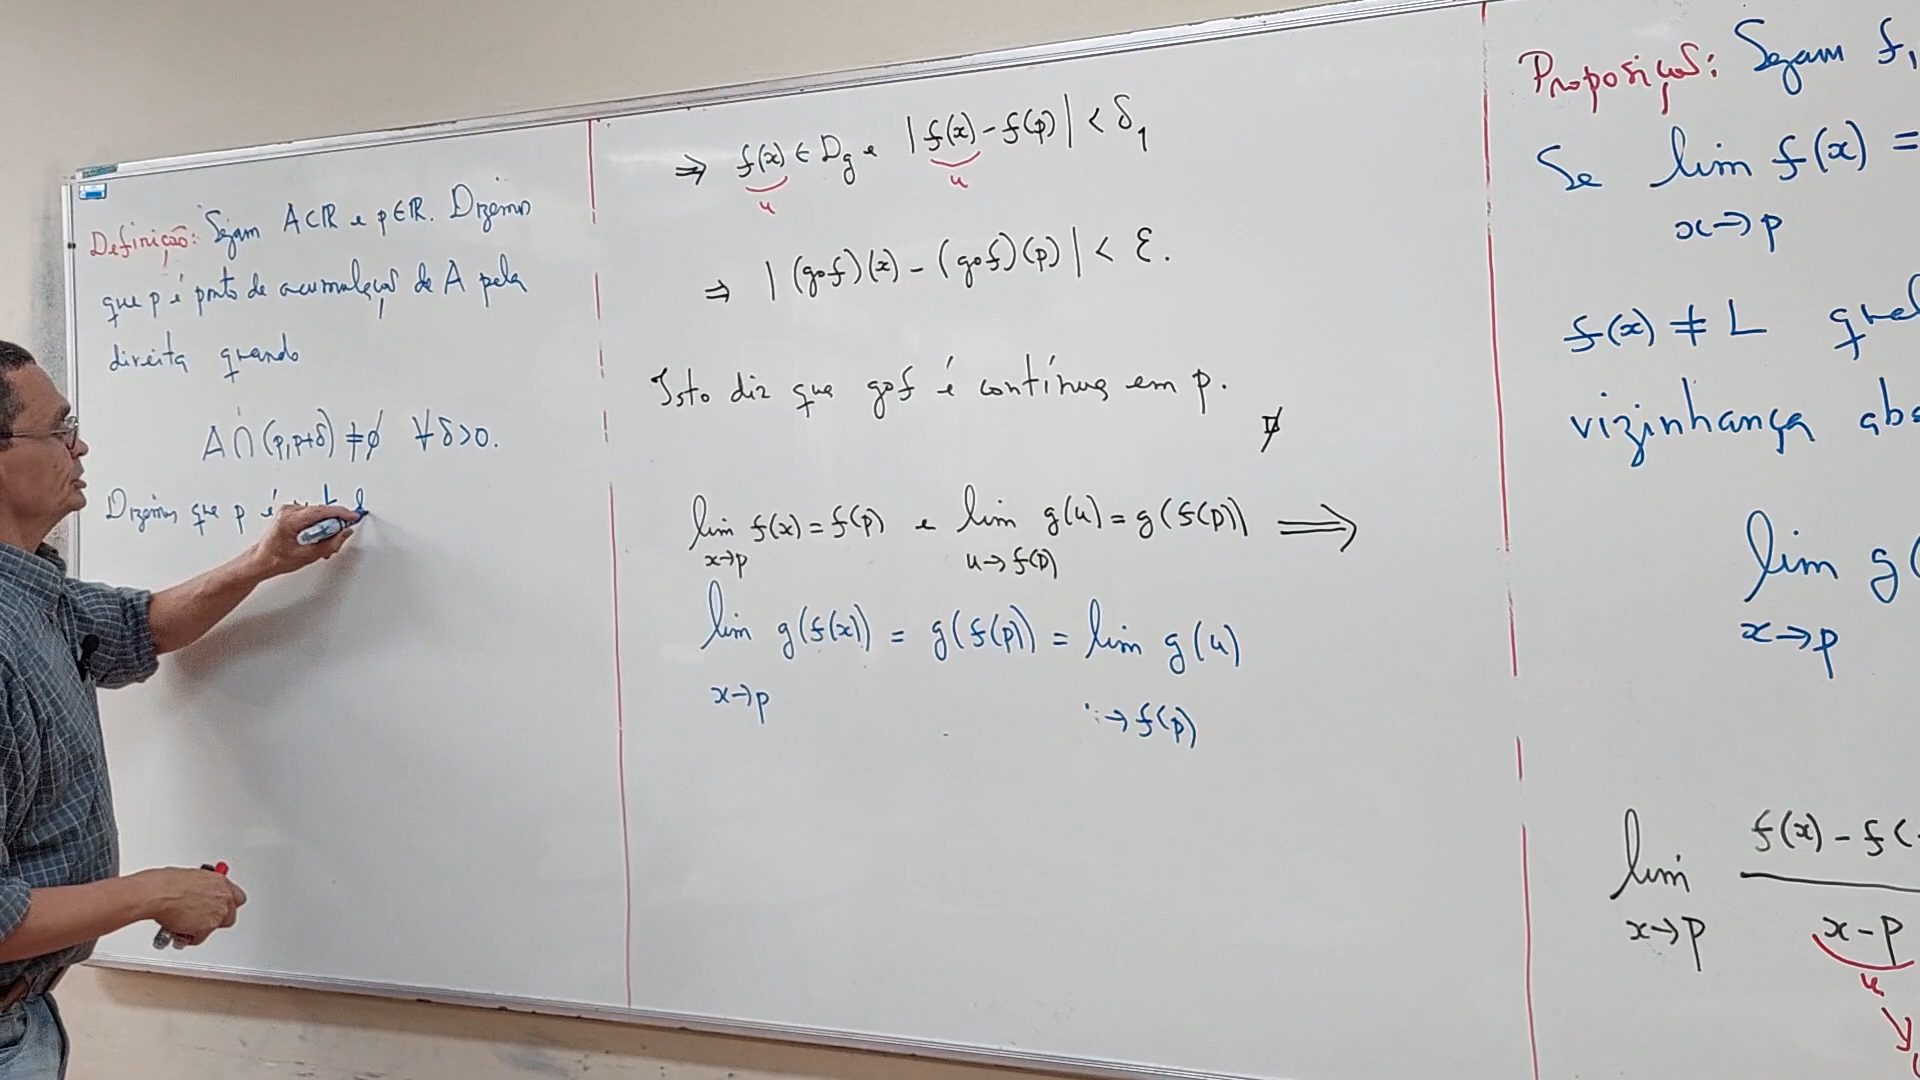 Definição: Sejam A⊂ℝ e p∈ℝ. Dizemos
que p é ponto de acumulação de A pela
direita quando
A∩(p,p+δ)≠∅ ∀δ>0.
Dizemos que p é
⇒ f(x)∈D_g e |f(x)-f(p)|<δ₁
u u
⇒ |(g∘f)(x)-(g∘f)(p)|<ε.
Isto diz que g∘f é contínua em p.
lim f(x)=f(p) e lim g(u)=g(f(p)) ⟹
x→p u→f(p)
lim g(f(x)) = g(f(p)) = lim g(u)
x→p →f(p)
Proposição: Sejam f,
Se lim f(x) =
x→p
f(x)≠L
vizinhança
lim g(
x→p
lim f(x)-f(
x→p x-p
u